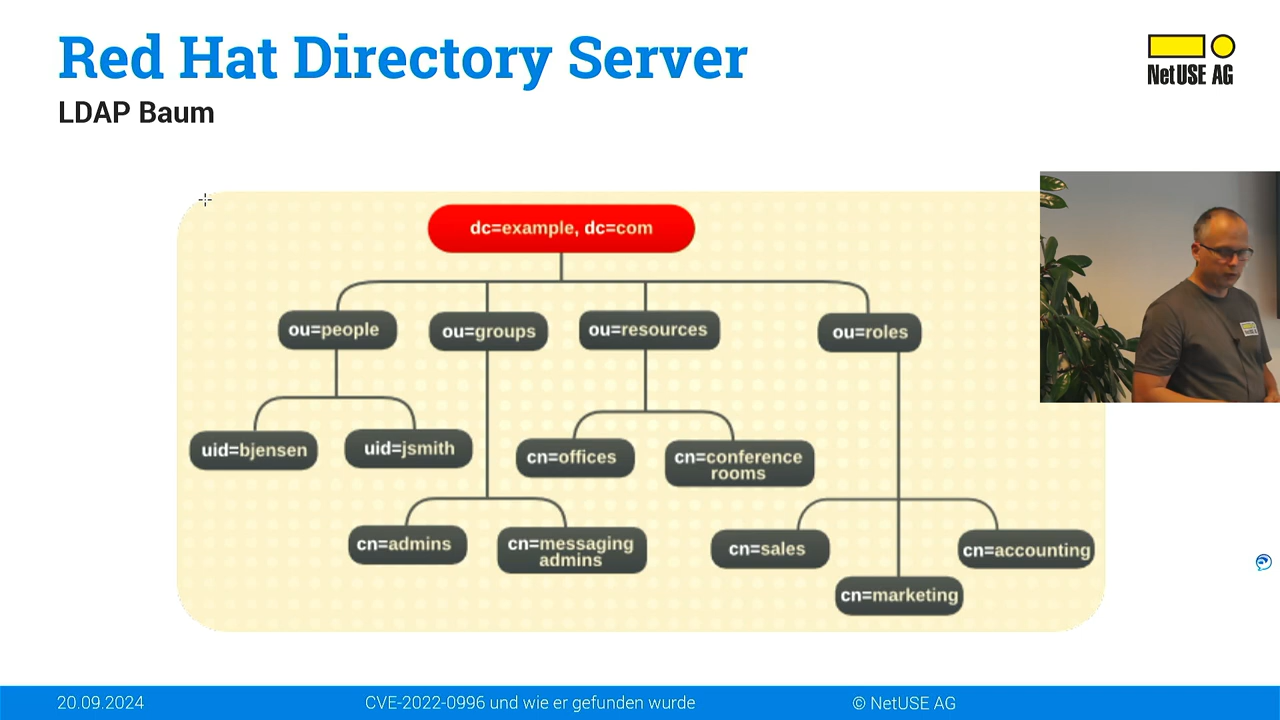 Red Hat Directory Server
LDAP Baum
NetUSE AG
dc=example, dc=com
ou=people
ou=groups
ou=resources
ou=roles
uid=bjensen
uid=jsmith
cn=offices
cn=conference
rooms
cn=admins
cn=messaging
admins
cn=sales
cn=accounting
cn=marketing
20.09.2024
CVE-2022-0996 und wie er gefunden wurde
© NetUSE AG